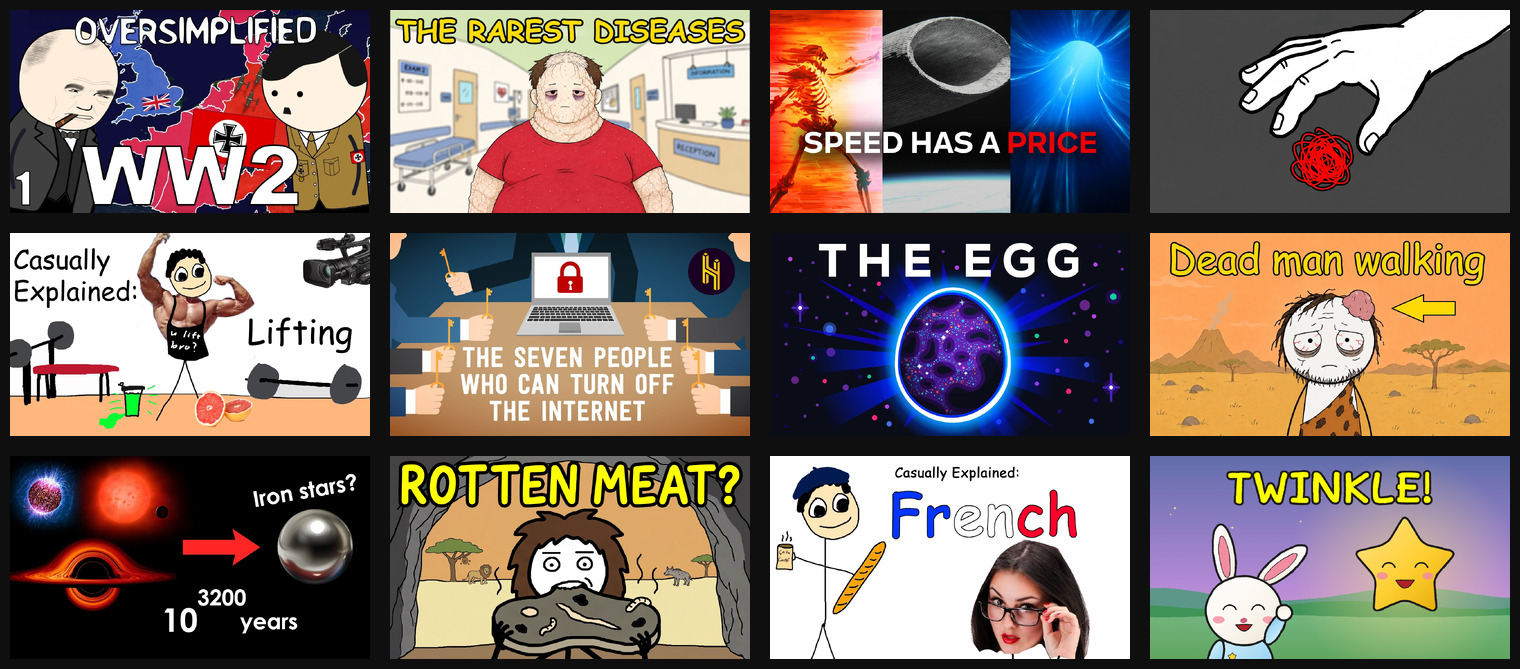 OVERSIMPLIFIED
WW2
1
THE RAREST DISEASES
EXAM 1
INFORMATION
RECEPTION
SPEED HAS A PRICE
Casually
Explained:
Lifting
u lift
bro?
H
THE SEVEN PEOPLE
WHO CAN TURN OFF
THE INTERNET
THE EGG
Dead man walking
Iron stars?
10
3200
years
ROTTEN MEAT?
Casually Explained:
French
TWINKLE!